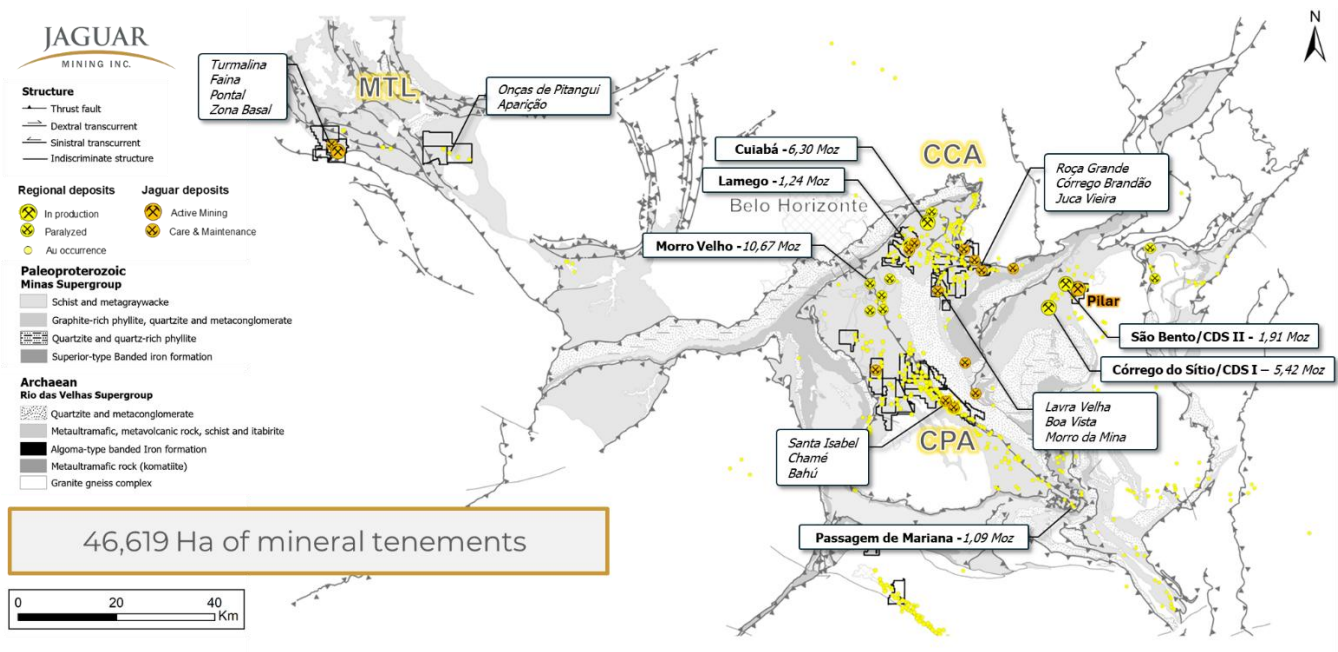 JAGUAR
MINING INC.
Structure
Thrust fault
Dextral transcurrent
Sinistral transcurrent
Indiscriminate structure
Regional deposits
In production
Paralyzed
Au occurrence
Jaguar deposits
Active Mining
Care & Maintenance
Paleoproterozoic
Minas Supergroup
Schist and metagraywacke
Graphite-rich phyllite, quartzite and metaconglomerate
Quartzite and quartz-rich phyllite
Superior-type Banded iron formation
Archaean
Rio das Velhas Supergroup
Quartzite and metaconglomerate
Metaultramafic, metavolcanic rock, schist and itabirite
Algoma-type banded Iron formation
Metaultramafic rock (komatiite)
Granite gneiss complex
46,619 Ha of mineral tenements
0 20 40
Km
Turmalina
Faina
Pontal
Zona Basal
MTL
Onças de Pitangui
Aparição
N
Cuiabá -6,30 Moz
CCA
Lamego -1,24 Moz
Belo Horizonte
Roça Grande
Córrego Brandão
Juca Vieira
Morro Velho -10,67 Moz
Pilar
São Bento/CDS II - 1,91 Moz
Córrego do Sítio/CDS I – 5,42 Moz
Lavra Velha
Boa Vista
Morro da Mina
CPA
Santa Isabel
Chamé
Bahú
Passagem de Mariana -1,09 Moz